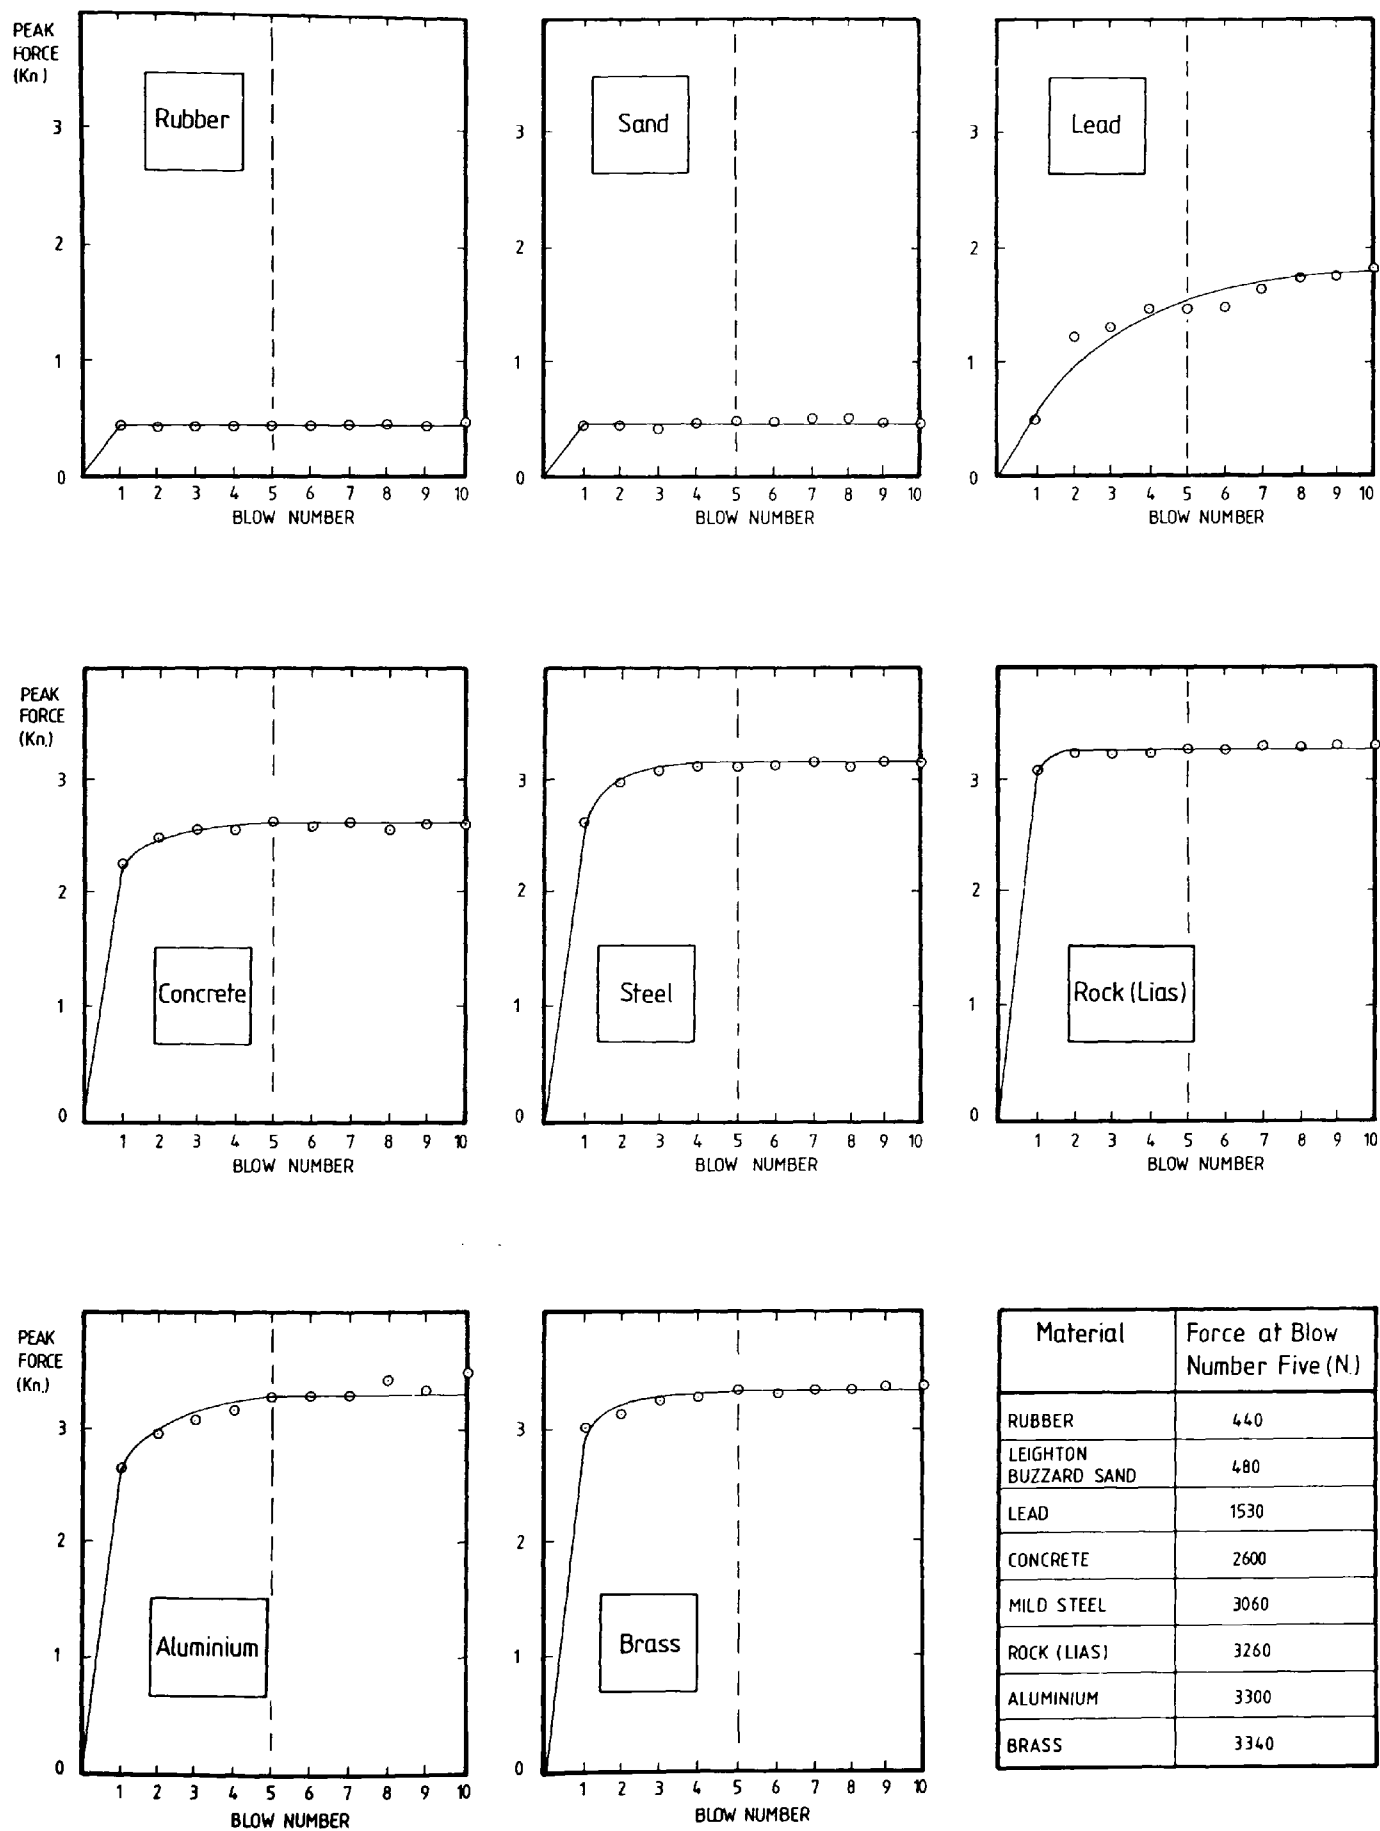 PEAK
FORCE
(Kn.)
3
2
1
0
Rubber
1 2 3 4 5 6 7 8 9 10
BLOW NUMBER
3
2
1
0
Sand
1 2 3 4 5 6 7 8 9 10
BLOW NUMBER
3
2
1
0
Lead
1 2 3 4 5 6 7 8 9 10
BLOW NUMBER
PEAK
FORCE
(Kn.)
3
2
1
0
Concrete
1 2 3 4 5 6 7 8 9 10
BLOW NUMBER
3
2
1
0
Steel
1 2 3 4 5 6 7 8 9 10
BLOW NUMBER
3
2
1
0
Rock (Lias)
1 2 3 4 5 6 7 8 9 10
BLOW NUMBER
PEAK
FORCE
(Kn.)
3
2
1
0
Aluminium
1 2 3 4 5 6 7 8 9 10
BLOW NUMBER
3
2
1
0
Brass
1 2 3 4 5 6 7 8 9 10
BLOW NUMBER
Material Force at Blow
Number Five (N.)
RUBBER 440
LEIGHTON
BUZZARD SAND 480
LEAD 1530
CONCRETE 2600
MILD STEEL 3060
ROCK (LIAS) 3260
ALUMINIUM 3300
BRASS 3340